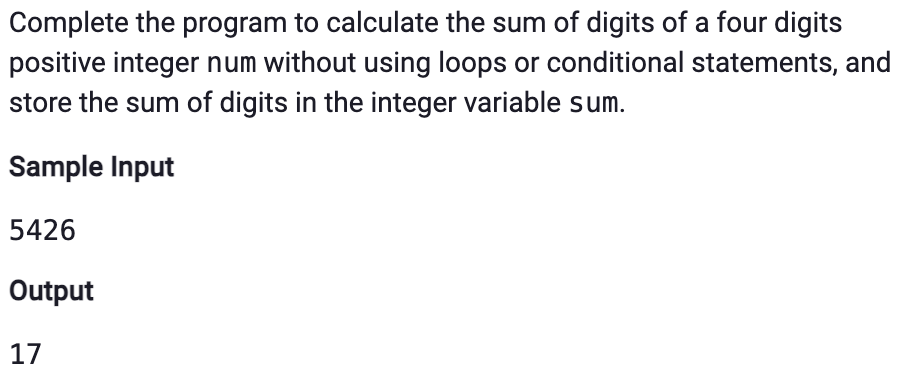 Complete the program to calculate the sum of digits of a four digits
positive integer num without using loops or conditional statements, and
store the sum of digits in the integer variable sum.
Sample Input
5426
Output
17